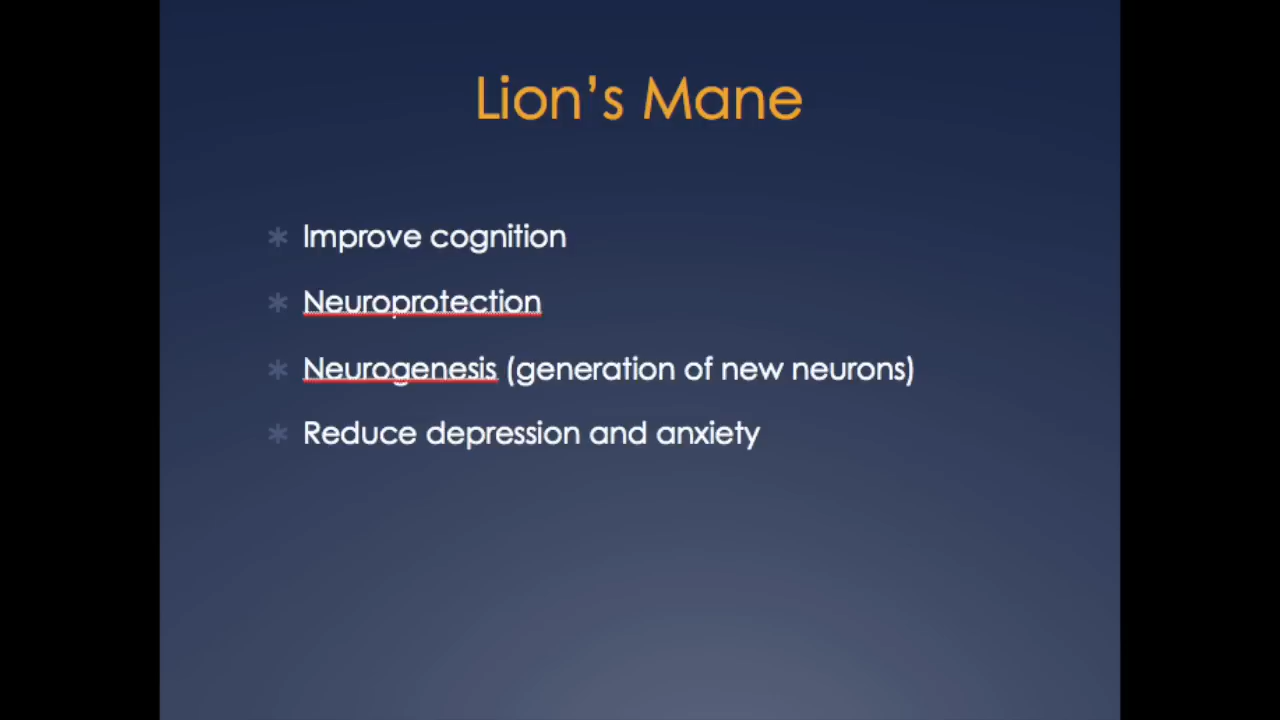 Lion’s Mane
* Improve cognition
* Neuroprotection
* Neurogenesis (generation of new neurons)
* Reduce depression and anxiety